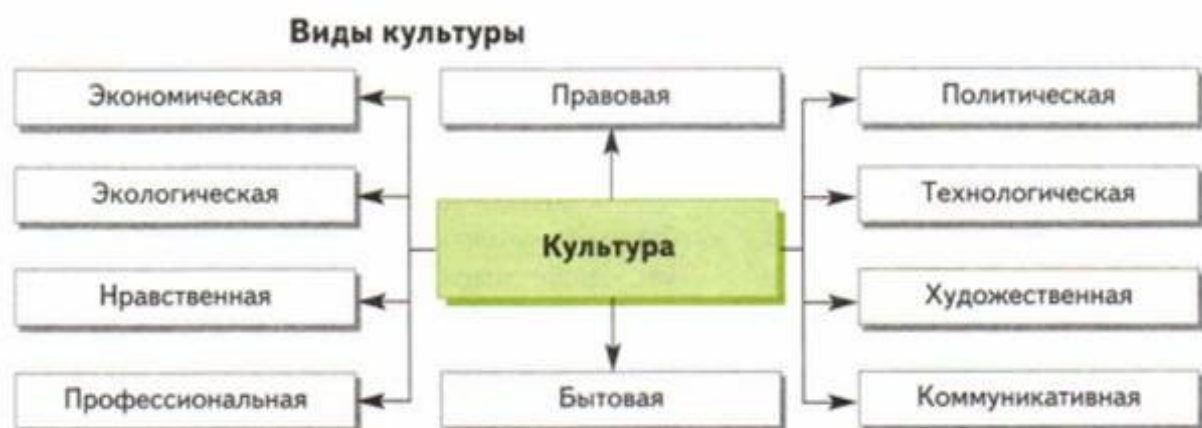 Виды культуры
Экономическая
Правовая
Политическая
Экологическая
Технологическая
Культура
Нравственная
Художественная
Профессиональная
Бытовая
Коммуникативная